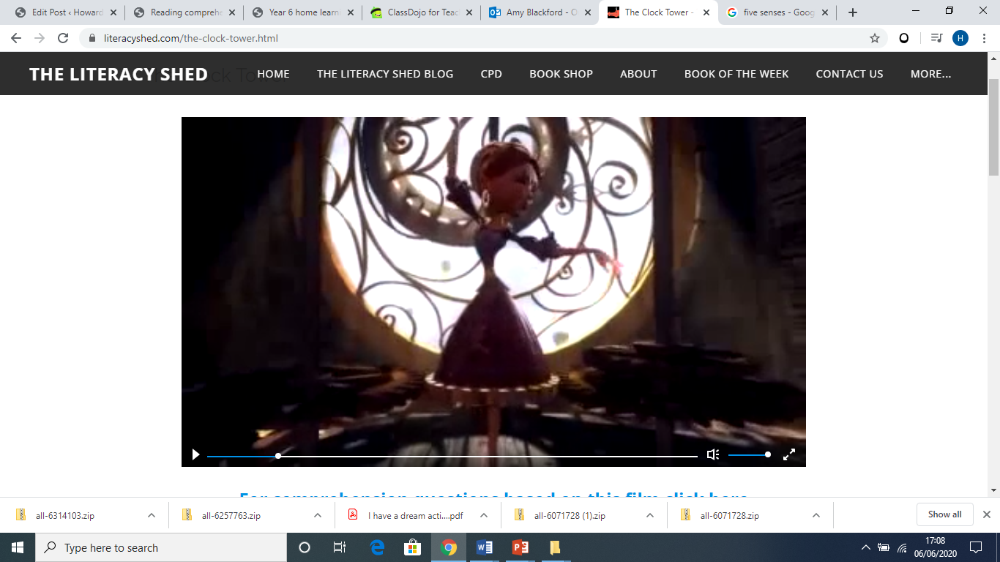 Edit Post ‹ Howard
Reading comprehe
Year 6 home learn
ClassDojo for Teac
Amy Blackford - O
The Clock Tower -
five senses - Goog
literacyshed.com/the-clock-tower.html
H
THE LITERACY SHED
HOME
THE LITERACY SHED BLOG
CPD
BOOK SHOP
ABOUT
BOOK OF THE WEEK
CONTACT US
MORE...
For comprehension questions based on this film click here
all-6314103.zip
all-6257763.zip
I have a dream acti....pdf
all-6071728 (1).zip
all-6071728.zip
Show all
Type here to search
17:08
06/06/2020